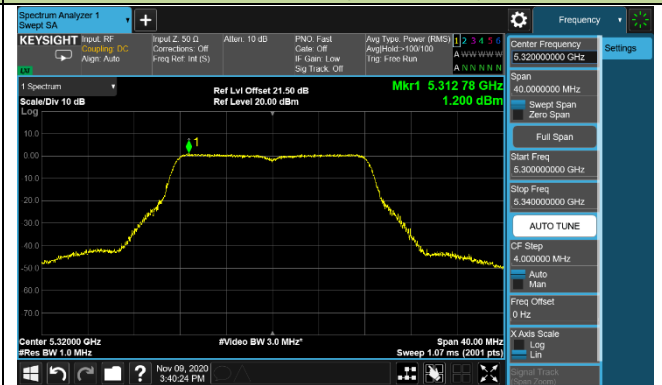 Spectrum Analyzer 1
Swept SA
+
Frequency
KEYSIGHT
Input: RF
Coupling: DC
Align: Auto
Input Z: 50 Ω
Corrections: Off
Freq Ref: Int (S)
Atten: 10 dB
PNO: Fast
Gate: Off
IF Gain: Low
Sig Track: Off
Avg Type: Power (RMS)
Avg|Hold:>100/100
Trig: Free Run
1 2 3 4 5 6
A W W W W W
A N N N N N
LNI
1 Spectrum
Scale/Div 10 dB
Log
Ref Lvl Offset 21.50 dB
Ref Level 20.00 dBm
Mkr1 5.312 78 GHz
1.200 dBm
10.0
0.00
-10.0
-20.0
-30.0
-40.0
-50.0
-60.0
-70.0
1
Center 5.32000 GHz
#Res BW 1.0 MHz
#Video BW 3.0 MHz*
Span 40.00 MHz
Sweep 1.07 ms (2001 pts)
Nov 09, 2020
3:40:24 PM
?
Center Frequency
5.320000000 GHz
Settings
Span
40.0000000 MHz
Swept Span
Zero Span
Full Span
Start Freq
5.300000000 GHz
Stop Freq
5.340000000 GHz
AUTO TUNE
CF Step
4.000000 MHz
Auto
Man
Freq Offset
0 Hz
X Axis Scale
Log
Lin
Signal Track
(Span Zoom)